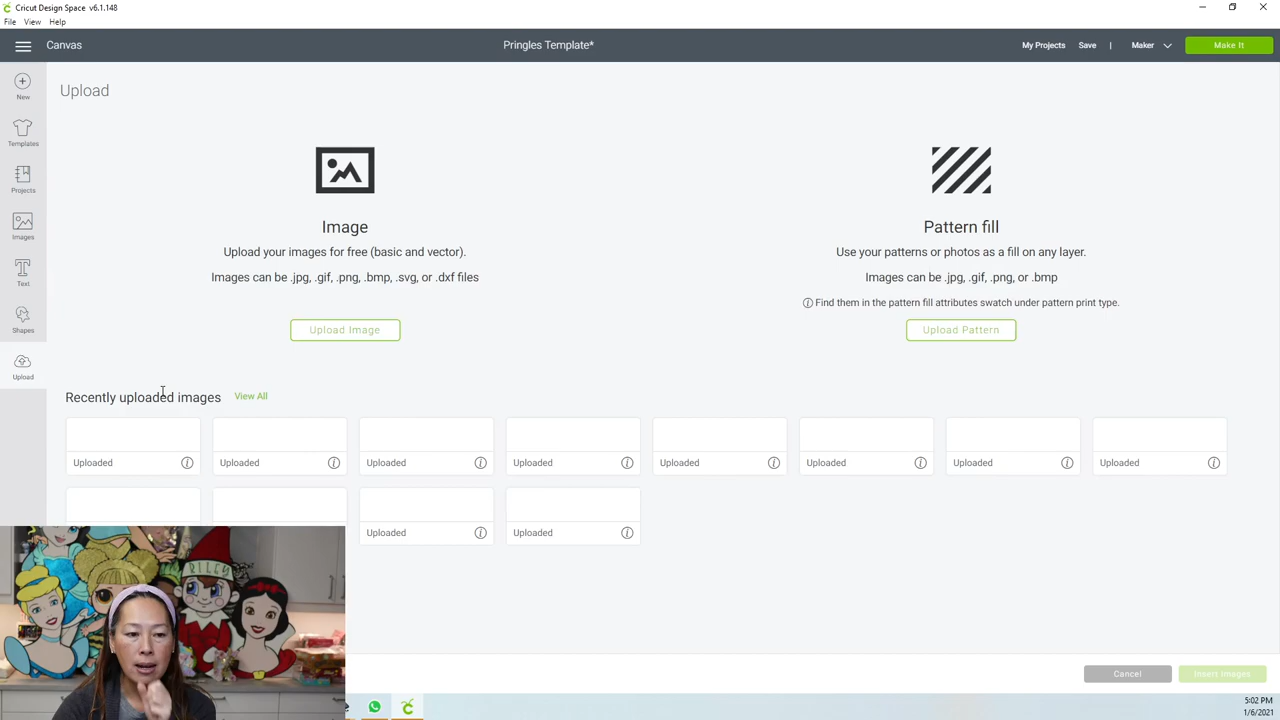 Cricut Design Space v6.1.148
File View Help
Canvas
Pringles Template*
My Projects Save | Maker Make It
New
Templates
Projects
Images
Text
Shapes
Upload
Upload
Image
Upload your images for free (basic and vector).
Images can be .jpg, .gif, .png, .bmp, .svg, or .dxf files
Upload Image
Pattern fill
Use your patterns or photos as a fill on any layer.
Images can be .jpg, .gif, .png, or .bmp
Find them in the pattern fill attributes swatch under pattern print type.
Upload Pattern
Recently uploaded images View All
Uploaded Uploaded Uploaded Uploaded Uploaded Uploaded Uploaded Uploaded
Uploaded Uploaded
RILEY
Cancel Insert Images
5:02 PM
1/6/2021